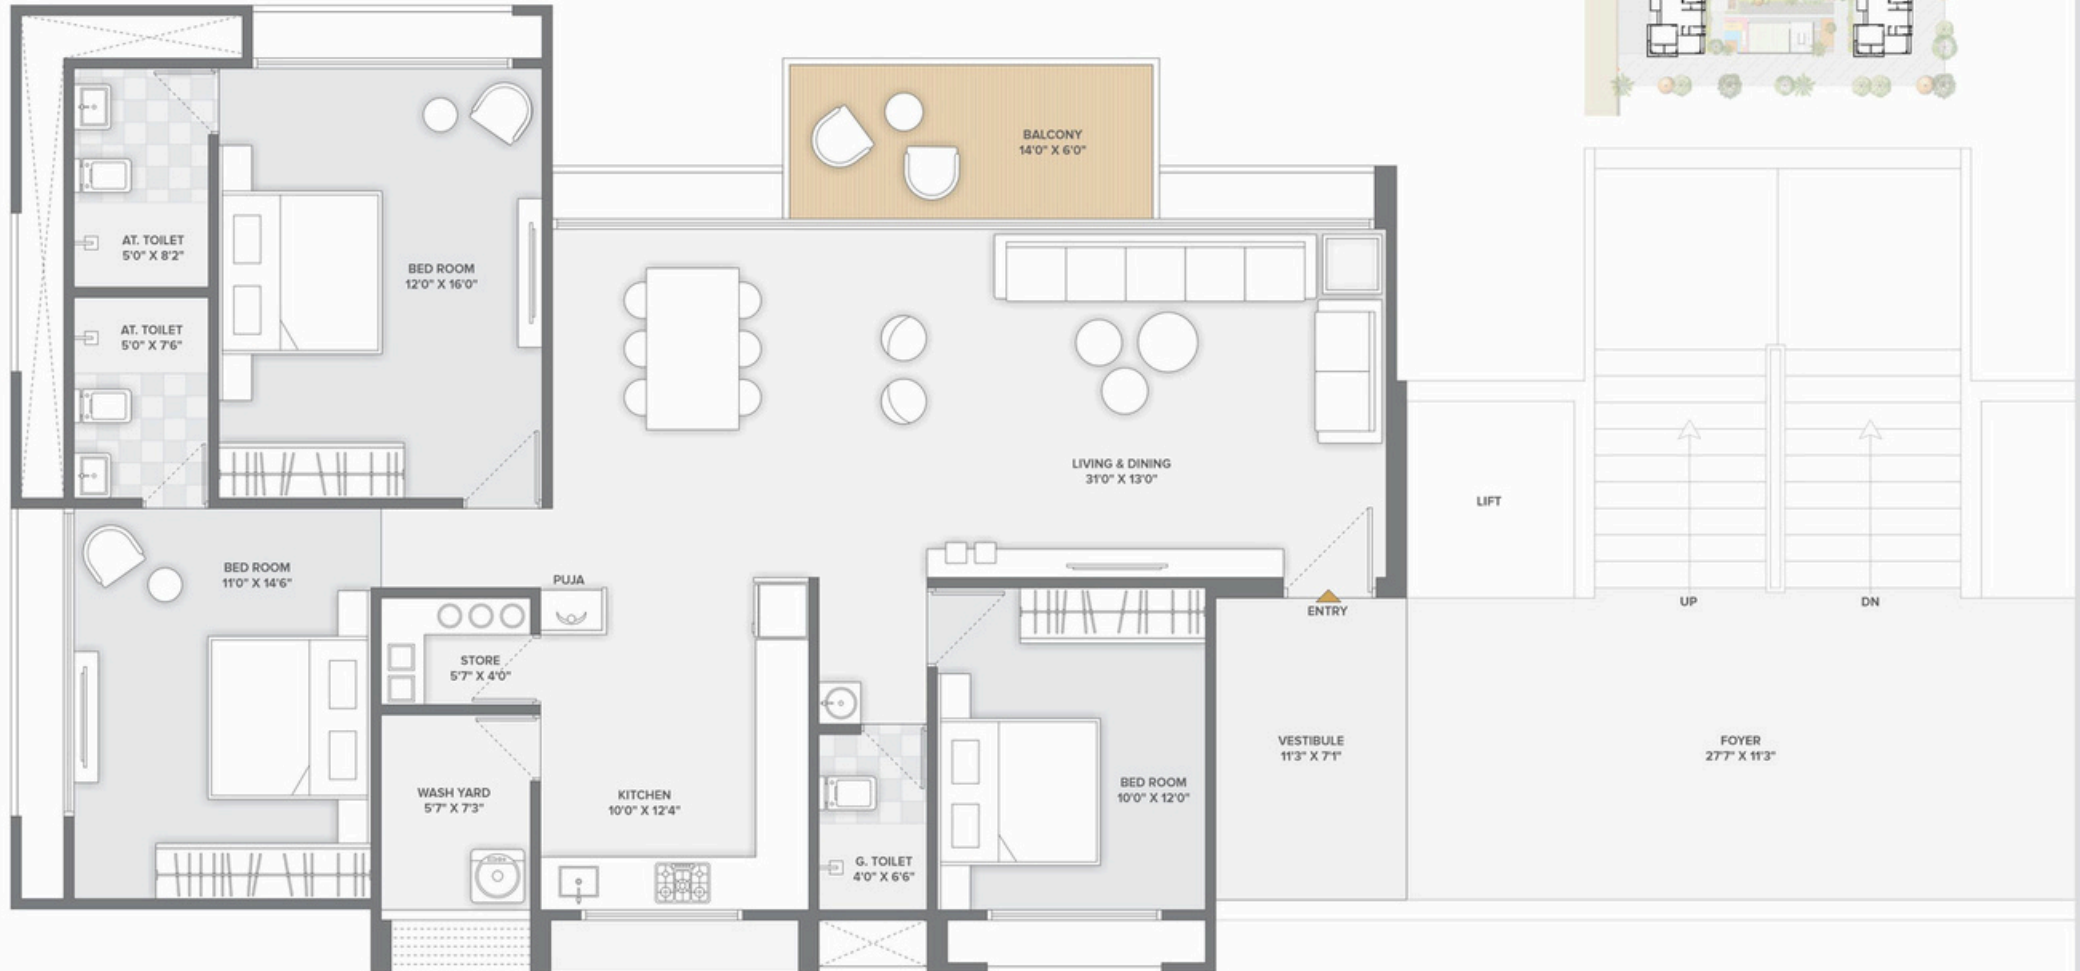 BALCONY
14'0" X 6'0"
AT. TOILET
5'0" X 8'2"
BED ROOM
12'0" X 16'0"
AT. TOILET
5'0" X 7'6"
LIVING & DINING
31'0" X 13'0"
LIFT
BED ROOM
11'0" X 14'6"
PUJA
ENTRY
UP
DN
STORE
5'7" X 4'0"
VESTIBULE
11'3" X 7'1"
FOYER
27'7" X 11'3"
BED ROOM
10'0" X 12'0"
WASH YARD
5'7" X 7'3"
KITCHEN
10'0" X 12'4"
G. TOILET
4'0" X 6'6"